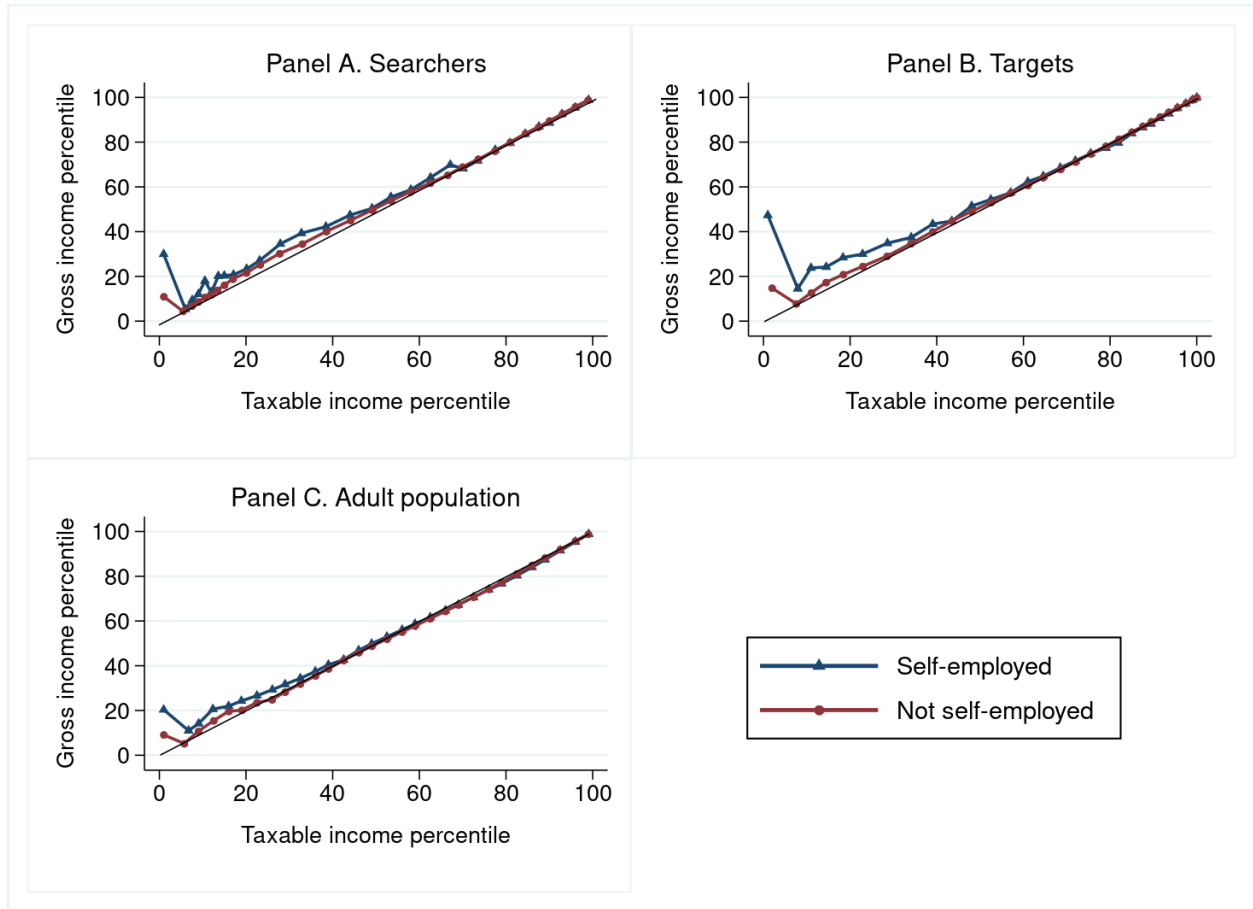 Panel A. Searchers
Gross income percentile
100
80
60
40
20
0
0 20 40 60 80 100
Taxable income percentile
Panel B. Targets
Gross income percentile
100
80
60
40
20
0
0 20 40 60 80 100
Taxable income percentile
Panel C. Adult population
Gross income percentile
100
80
60
40
20
0
0 20 40 60 80 100
Taxable income percentile
Self-employed
Not self-employed